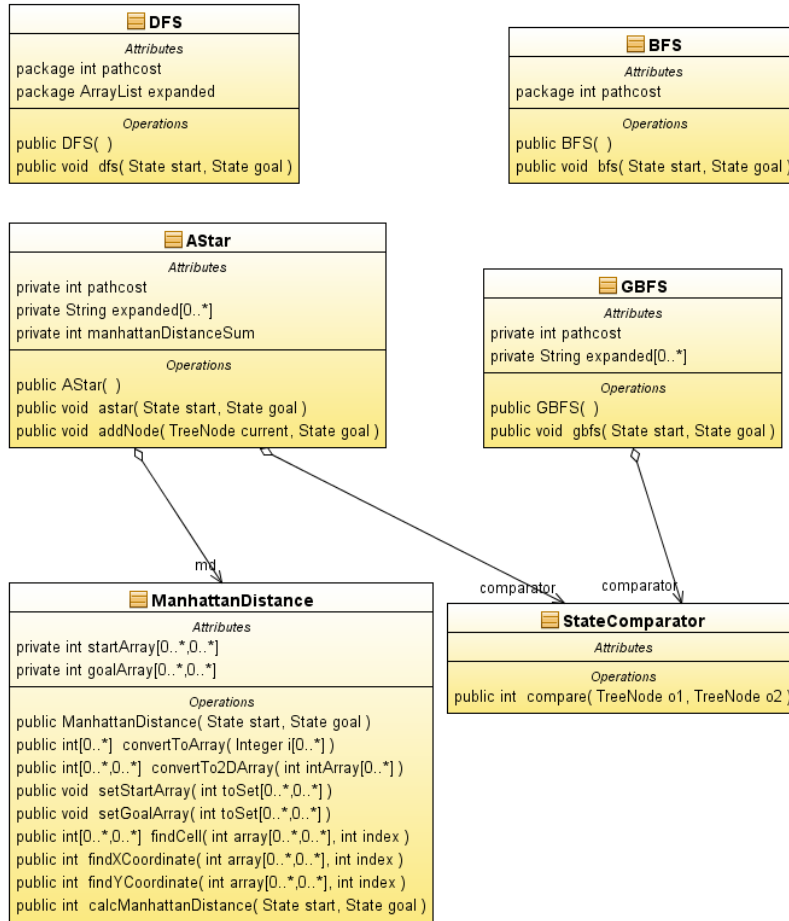 DFS
Attributes
package int pathcost
package ArrayList expanded
Operations
public DFS( )
public void dfs( State start, State goal )
BFS
Attributes
package int pathcost
Operations
public BFS( )
public void bfs( State start, State goal )
AStar
Attributes
private int pathcost
private String expanded[0..*]
private int manhattanDistanceSum
Operations
public AStar( )
public void astar( State start, State goal )
public void addNode( TreeNode current, State goal )
GBFS
Attributes
private int pathcost
private String expanded[0..*]
Operations
public GBFS( )
public void gbfs( State start, State goal )
md
comparator
comparator
ManhattanDistance
Attributes
private int startArray[0..*,0..*]
private int goalArray[0..*,0..*]
Operations
public ManhattanDistance( State start, State goal )
public int[0..*] convertToArray( Integer i[0..*] )
public int[0..*,0..*] convertTo2DArray( int intArray[0..*] )
public void setStartArray( int toSet[0..*,0..*] )
public void setGoalArray( int toSet[0..*,0..*] )
public int[0..*,0..*] findCell( int array[0..*,0..*], int index )
public int findXCoordinate( int array[0..*,0..*], int index )
public int findYCoordinate( int array[0..*,0..*], int index )
public int calcManhattanDistance( State start, State goal )
StateComparator
Attributes
Operations
public int compare( TreeNode o1, TreeNode o2 )